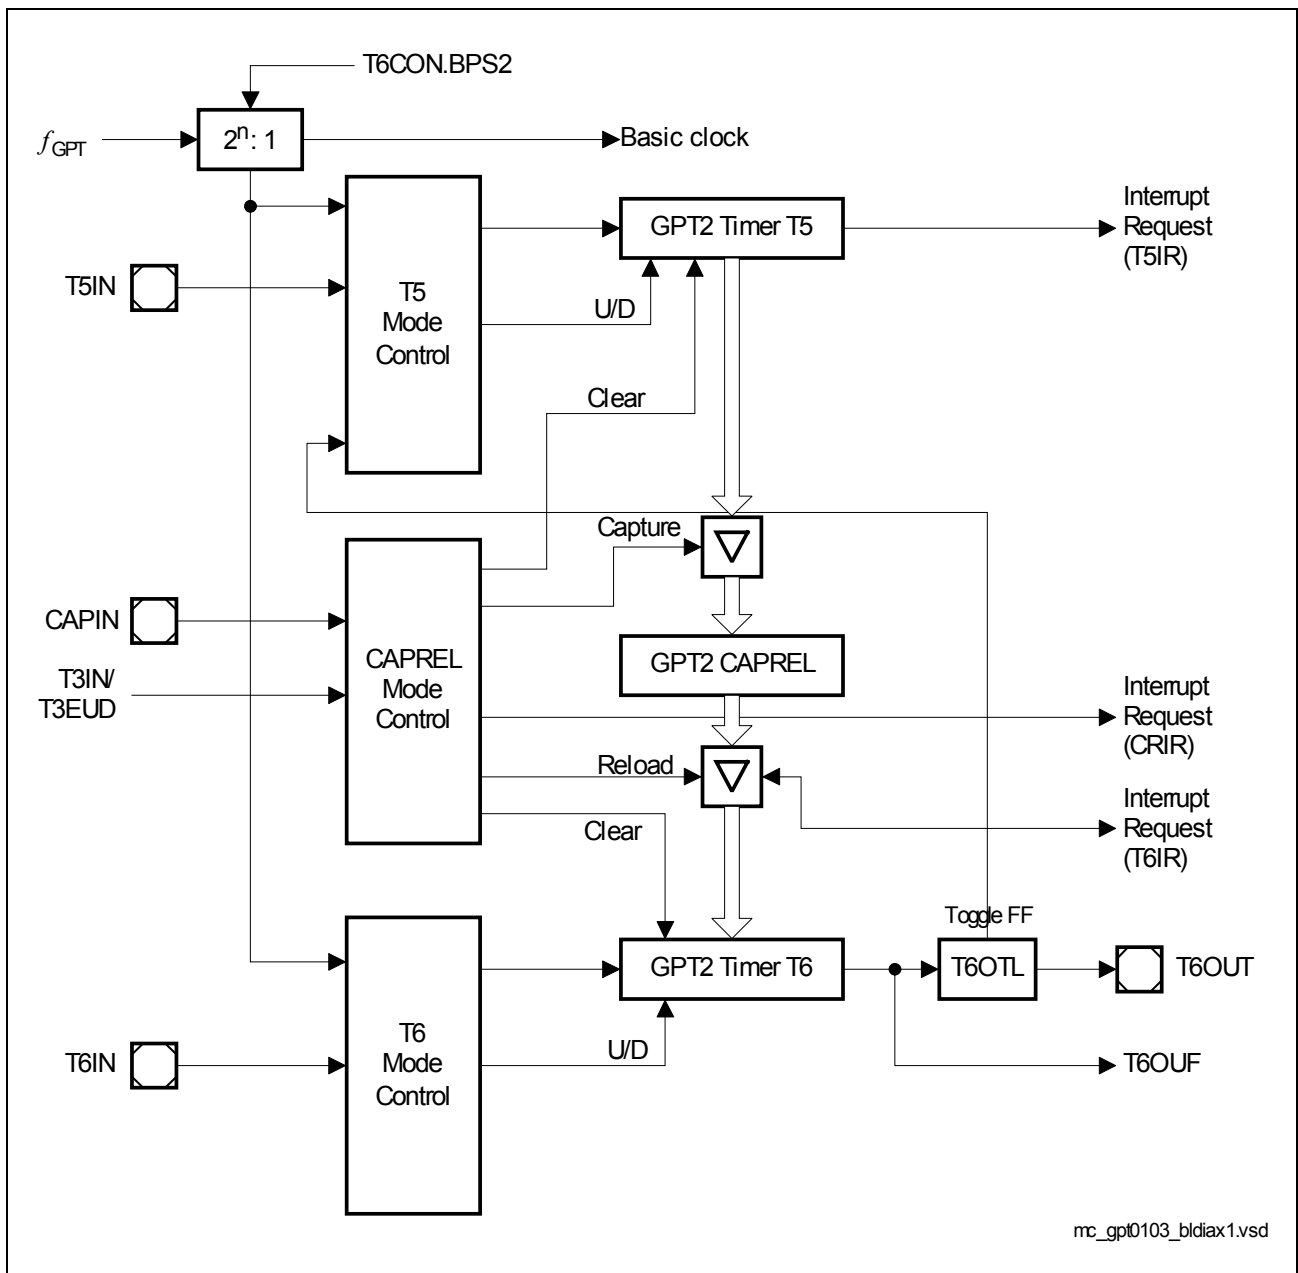 T6CON.BPS2
fGPT
2n : 1
Basic clock
T5IN
T5
Mode
Control
GPT2 Timer T5
U/D
Clear
Interrupt
Request
(T5IR)
Capture
CAPIN
T3IN/
T3EUD
CAPREL
Mode
Control
GPT2 CAPREL
Interrupt
Request
(CRIR)
Reload
Clear
Interrupt
Request
(T6IR)
Toggle FF
GPT2 Timer T6
T6OTL
T6OUT
T6IN
T6
Mode
Control
U/D
T6OUF
mc_gpt0103_bldiax1.vsd